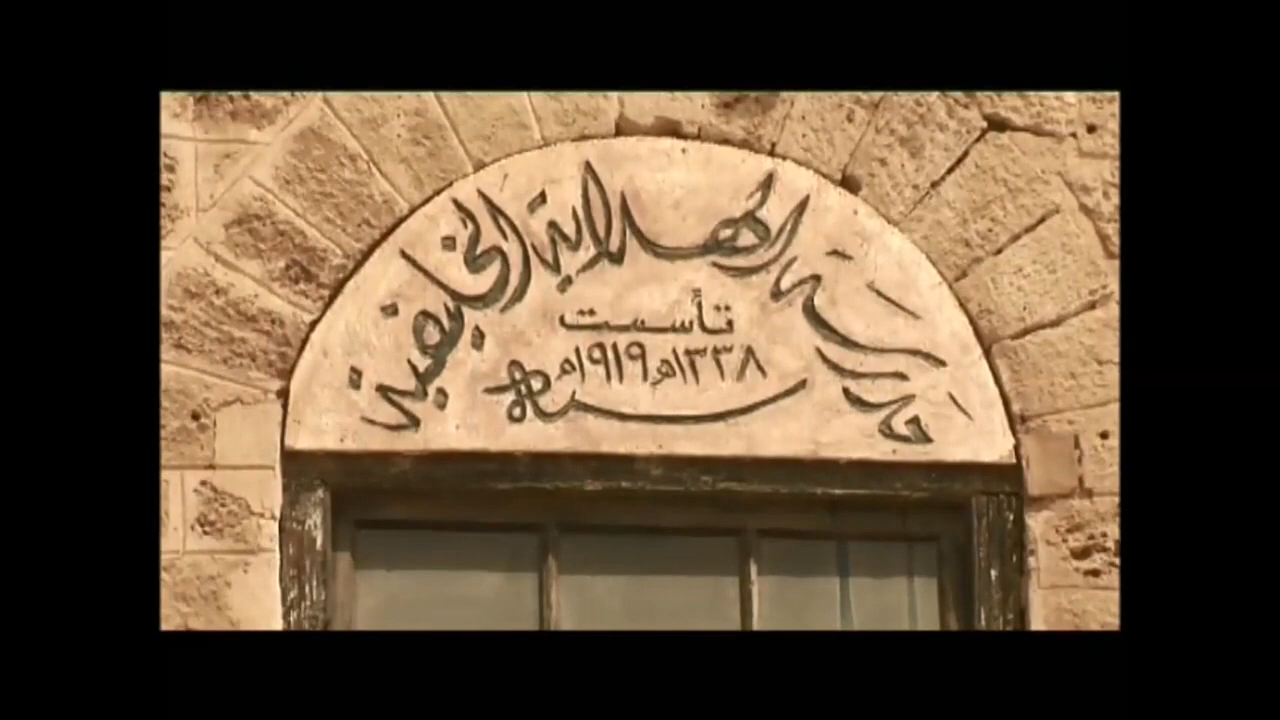 مدرسة الهداية الخليفية
تأسست
١٣٣٨هـ ١٩١٩م
سنة